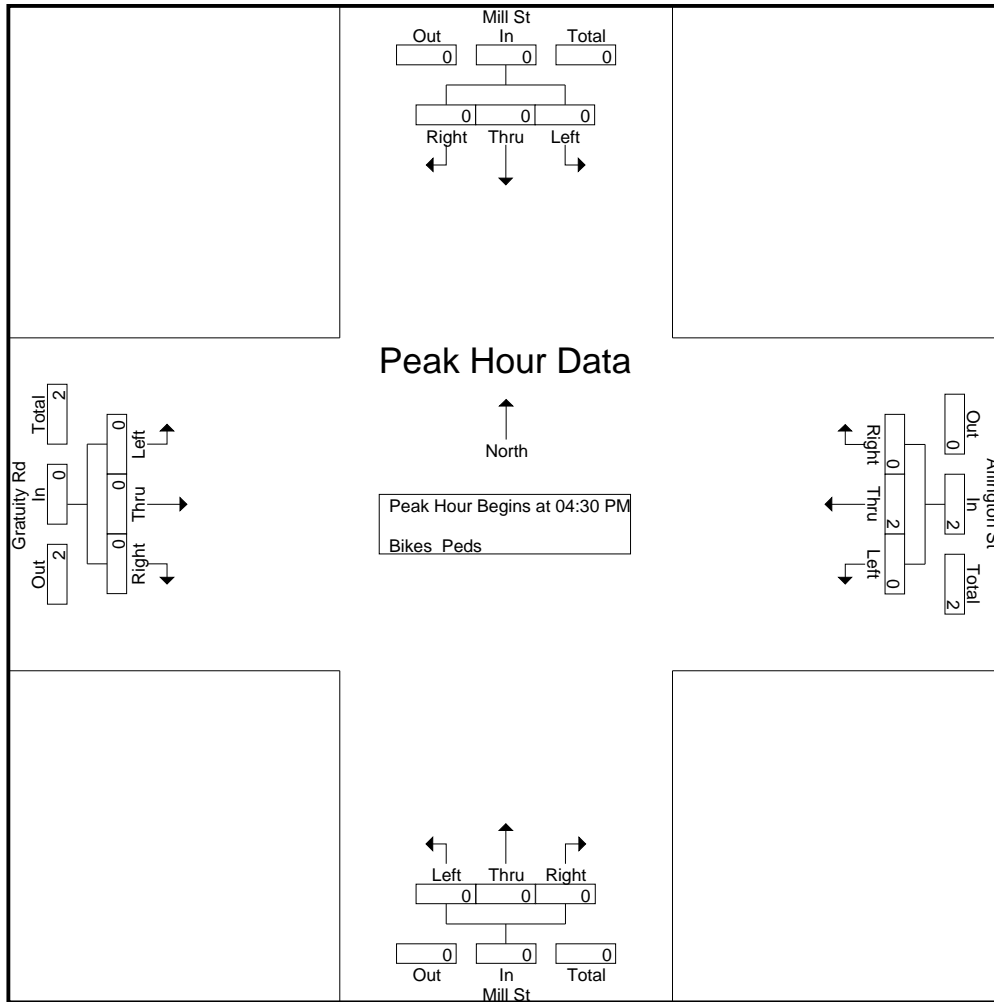 Mill St
Out In Total
0 0 0
0 0 0
Right Thru Left
Peak Hour Data
North
Peak Hour Begins at 04:30 PM
Bikes Peds
Gratuity Rd
Out In Total
2 0 2
Right Thru Left
0 0 0
Out In Total
0 2 2
Right Thru Left
0 2 0
Left Thru Right
0 0 0
0 0 0
Out In Total
Mill St